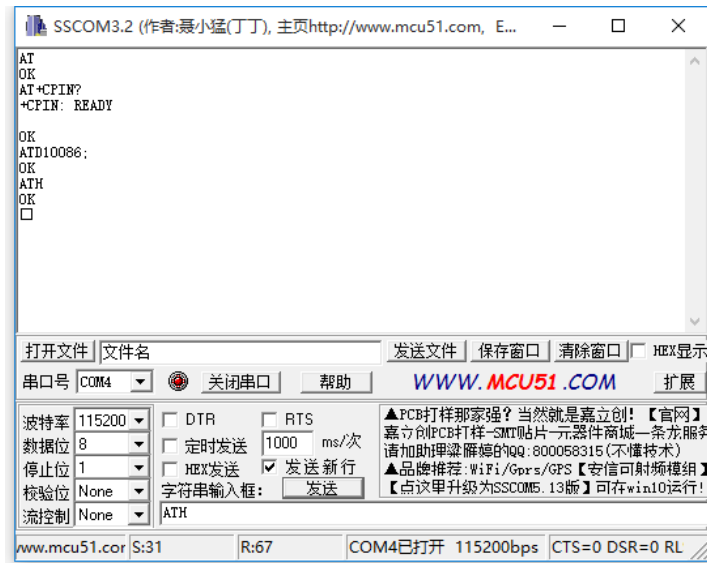 SSCOM3.2 (作者:聂小猛(丁丁), 主页http://www.mcu51.com,  E...
AT
OK
AT+CPIN?
+CPIN: READY
OK
ATD10086;
OK
ATH
OK
打开文件 文件名 发送文件 保存窗口 清除窗口 HEX显示
串口号 COM4 关闭串口 帮助 WWW.MCU51.COM 扩展
波特率 115200 DTR RTS
数据位 8 定时发送 1000 ms/次
停止位 1 HEX发送 发送新行
校验位 None 字符串输入框: 发送
流控制 None ATH
▲PCB打样那家强? 当然就是嘉立创! 【官网】
嘉立创PCB打样-SMT贴片-元器件商城-条龙服务
请加助理梁雁婷的QQ:800058315(不懂技术)
▲品牌推荐:WiFi/Gprs/GPS【安信可射频模组】
【点这里升级为SSCOM5.13版】可在win10运行!
www.mcu51.cor S:31 R:67 COM4已打开 115200bps CTS=0 DSR=0 RL